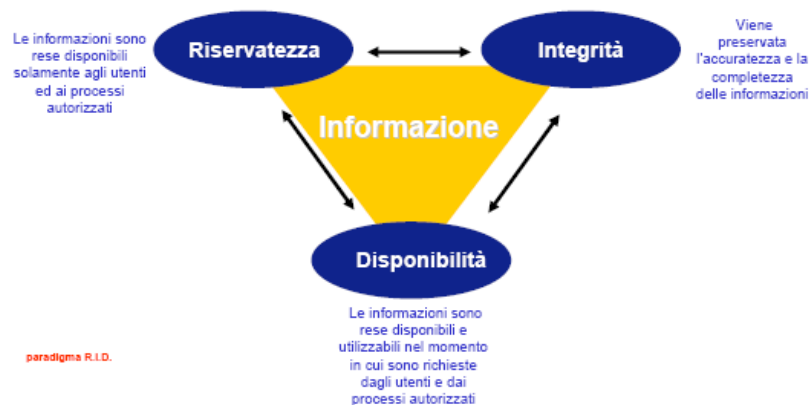 Le informazioni sono
rese disponibili
solamente agli utenti
ed ai processi
autorizzati
Riservatezza
Integrità
Viene
preservata
l'accuratezza e la
completezza
delle informazioni
Informazione
Disponibilità
Le informazioni sono
rese disponibili e
utilizzabili nel momento
in cui sono richieste
dagli utenti e dai
processi autorizzati
paradigma R.I.D.